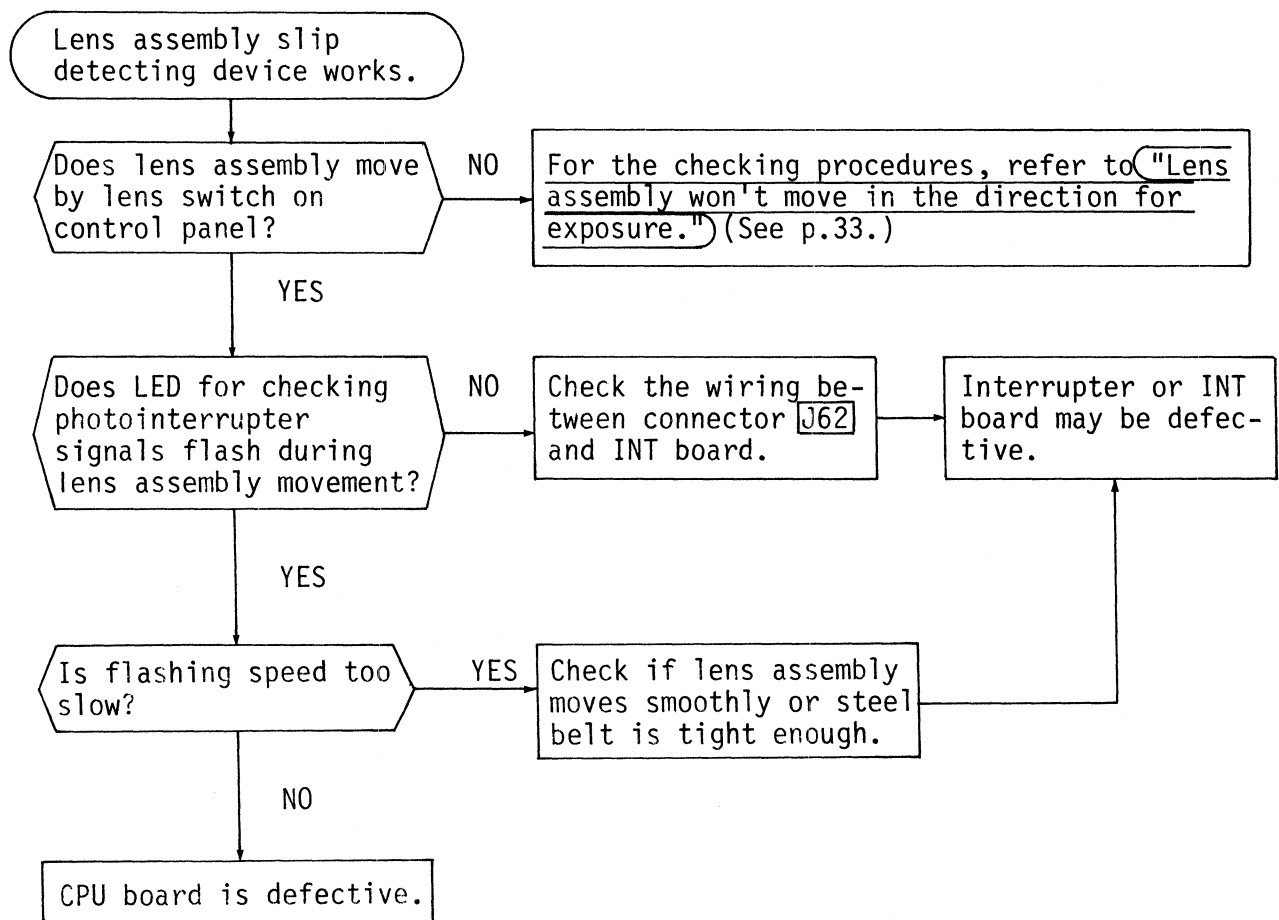 Lens assembly slip
detecting device works.
Does lens assembly move
by lens switch on
control panel?
NO
For the checking procedures, refer to "Lens
assembly won't move in the direction for
exposure." (See p.33.)
YES
Does LED for checking
photointerrupter
signals flash during
lens assembly movement?
NO
Check the wiring be-
tween connector J62
and INT board.
Interrupter or INT
board may be defec-
tive.
YES
Is flashing speed too
slow?
YES
Check if lens assembly
moves smoothly or steel
belt is tight enough.
NO
CPU board is defective.